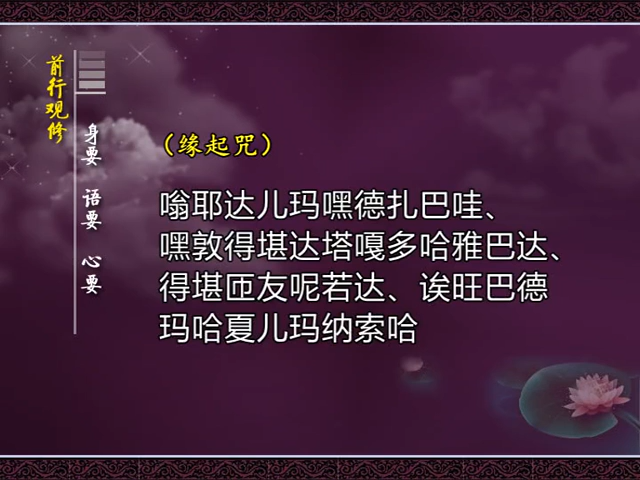 前行观修
身要 语要 心要
（缘起咒）
嗡耶达儿玛嘿德扎巴哇、
嘿敦得堪达塔嘎多哈雅巴达、
得堪匝友呢若达、诶旺巴德
玛哈夏儿玛纳索哈